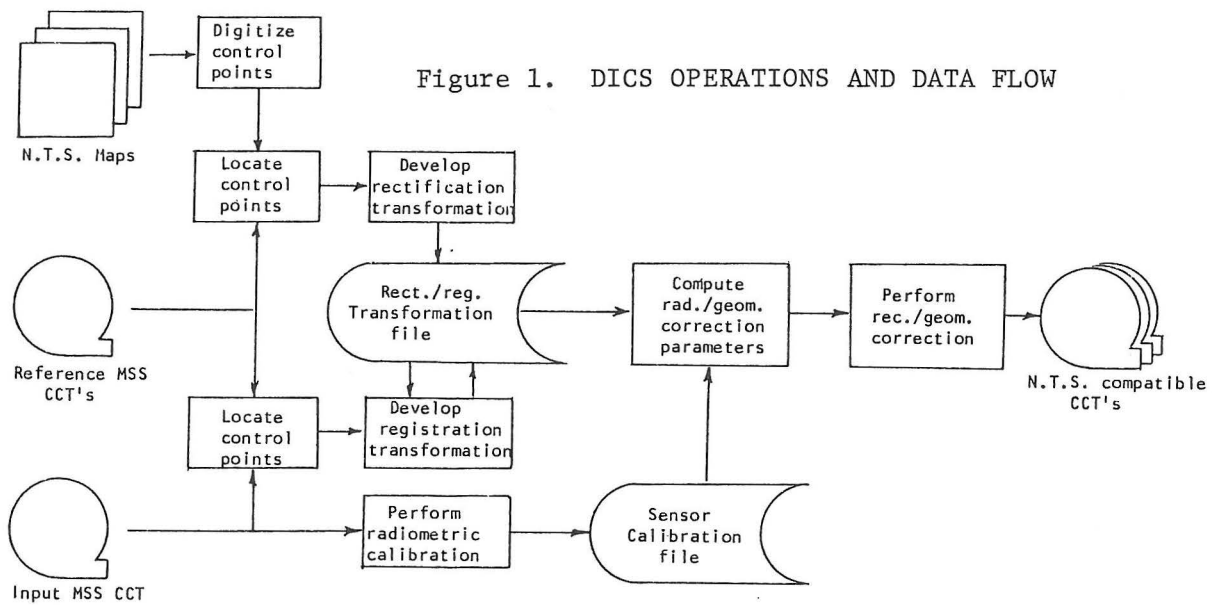 Digitize
control
points
Figure 1. DICS OPERATIONS AND DATA FLOW
N.T.S. Maps
Locate
control
points
Develop
rectification
transformation
Reference MSS
CCT's
Rect./reg.
Transformation
file
Compute
rad./geom.
correction
parameters
Perform
rec./geom.
correction
N.T.S. compatible
CCT's
Locate
control
points
Develop
registration
transformation
Input MSS CCT
Perform
radiometric
calibration
Sensor
Calibration
file